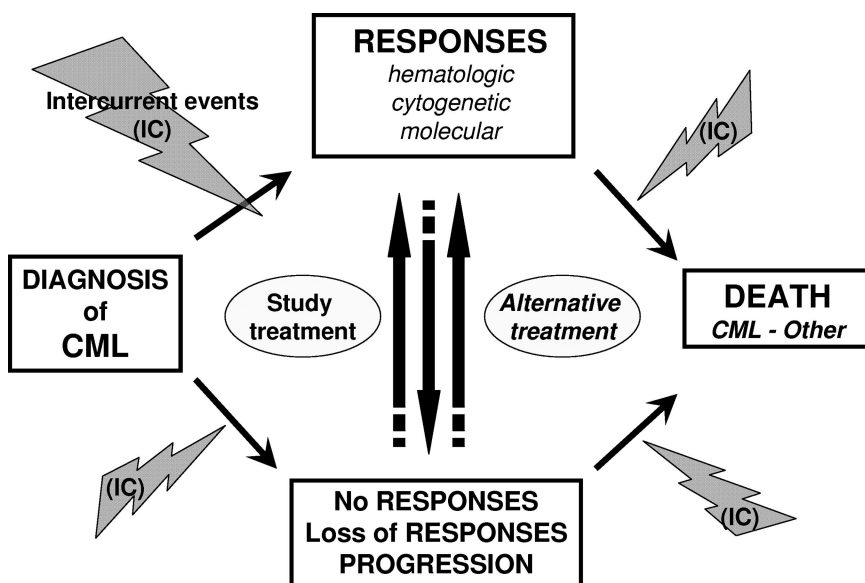 RESPONSES
hematologic
cytogenetic
molecular
Intercurrent events
(IC)
(IC)
DIAGNOSIS
of
CML
Study
treatment
Alternative
treatment
DEATH
CML - Other
(IC)
(IC)
No RESPONSES
Loss of RESPONSES
PROGRESSION